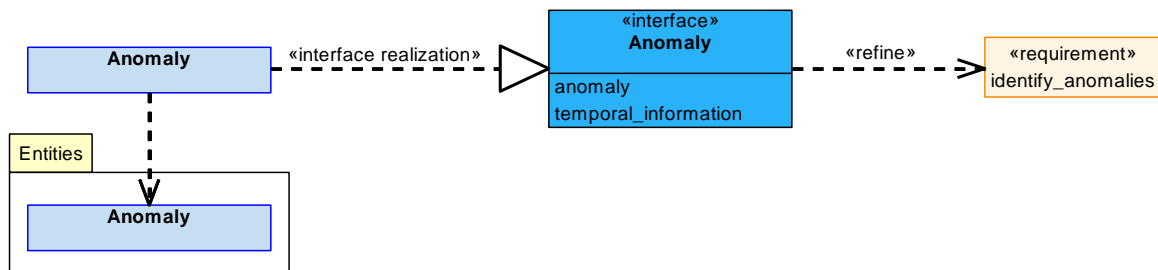 «interface»
Anomaly
anomaly
temporal_information
Anomaly
«interface realization»
«refine»
«requirement»
identify_anomalies
Entities
Anomaly